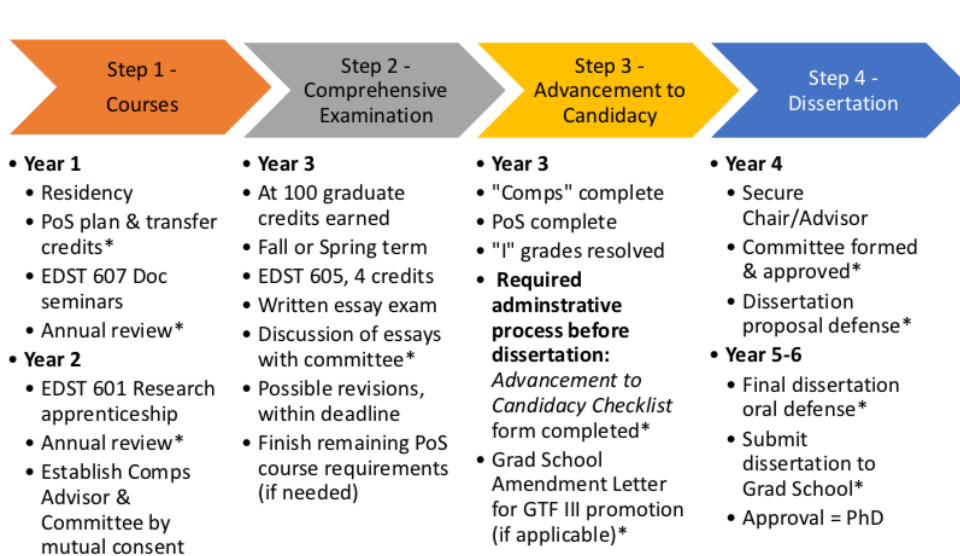 Step 1 -
Courses
Step 2 -
Comprehensive
Examination
Step 3 -
Advancement to
Candidacy
Step 4 -
Dissertation
• Year 1
• Residency
• PoS plan & transfer
credits*
• EDST 607 Doc
seminars
• Annual review*
• Year 2
• EDST 601 Research
apprenticeship
• Annual review*
• Establish Comps
Advisor &
Committee by
mutual consent
• Year 3
• At 100 graduate
credits earned
• Fall or Spring term
• EDST 605, 4 credits
• Written essay exam
• Discussion of essays
with committee*
• Possible revisions,
within deadline
• Finish remaining PoS
course requirements
(if needed)
• Year 3
• "Comps" complete
• PoS complete
• "I" grades resolved
• Required
adminstrative
process before
dissertation:
Advancement to
Candidacy Checklist
form completed*
• Grad School
Amendment Letter
for GTF III promotion
(if applicable)*
• Year 4
• Secure
Chair/Advisor
• Committee formed
& approved*
• Dissertation
proposal defense*
• Year 5-6
• Final dissertation
oral defense*
• Submit
dissertation to
Grad School*
• Approval = PhD